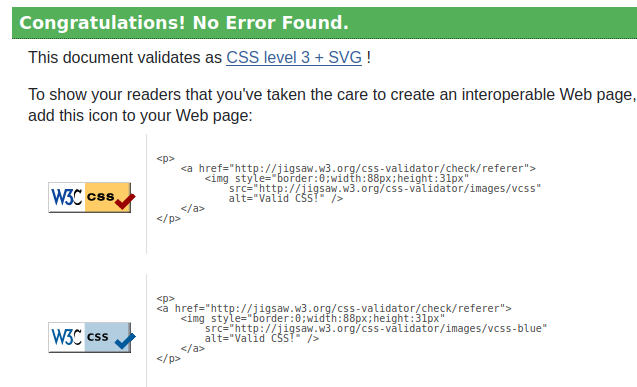 Congratulations! No Error Found.
This document validates as CSS level 3 + SVG !
To show your readers that you've taken the care to create an interoperable Web page,
add this icon to your Web page:
W3C css
<p>
<a href="http://jigsaw.w3.org/css-validator/check/referer">
<img style="border:0;width:88px;height:31px"
src="http://jigsaw.w3.org/css-validator/images/vcss"
alt="Valid CSS!" />
</a>
</p>
W3C css
<p>
<a href="http://jigsaw.w3.org/css-validator/check/referer">
<img style="border:0;width:88px;height:31px"
src="http://jigsaw.w3.org/css-validator/images/vcss-blue"
alt="Valid CSS!" />
</a>
</p>